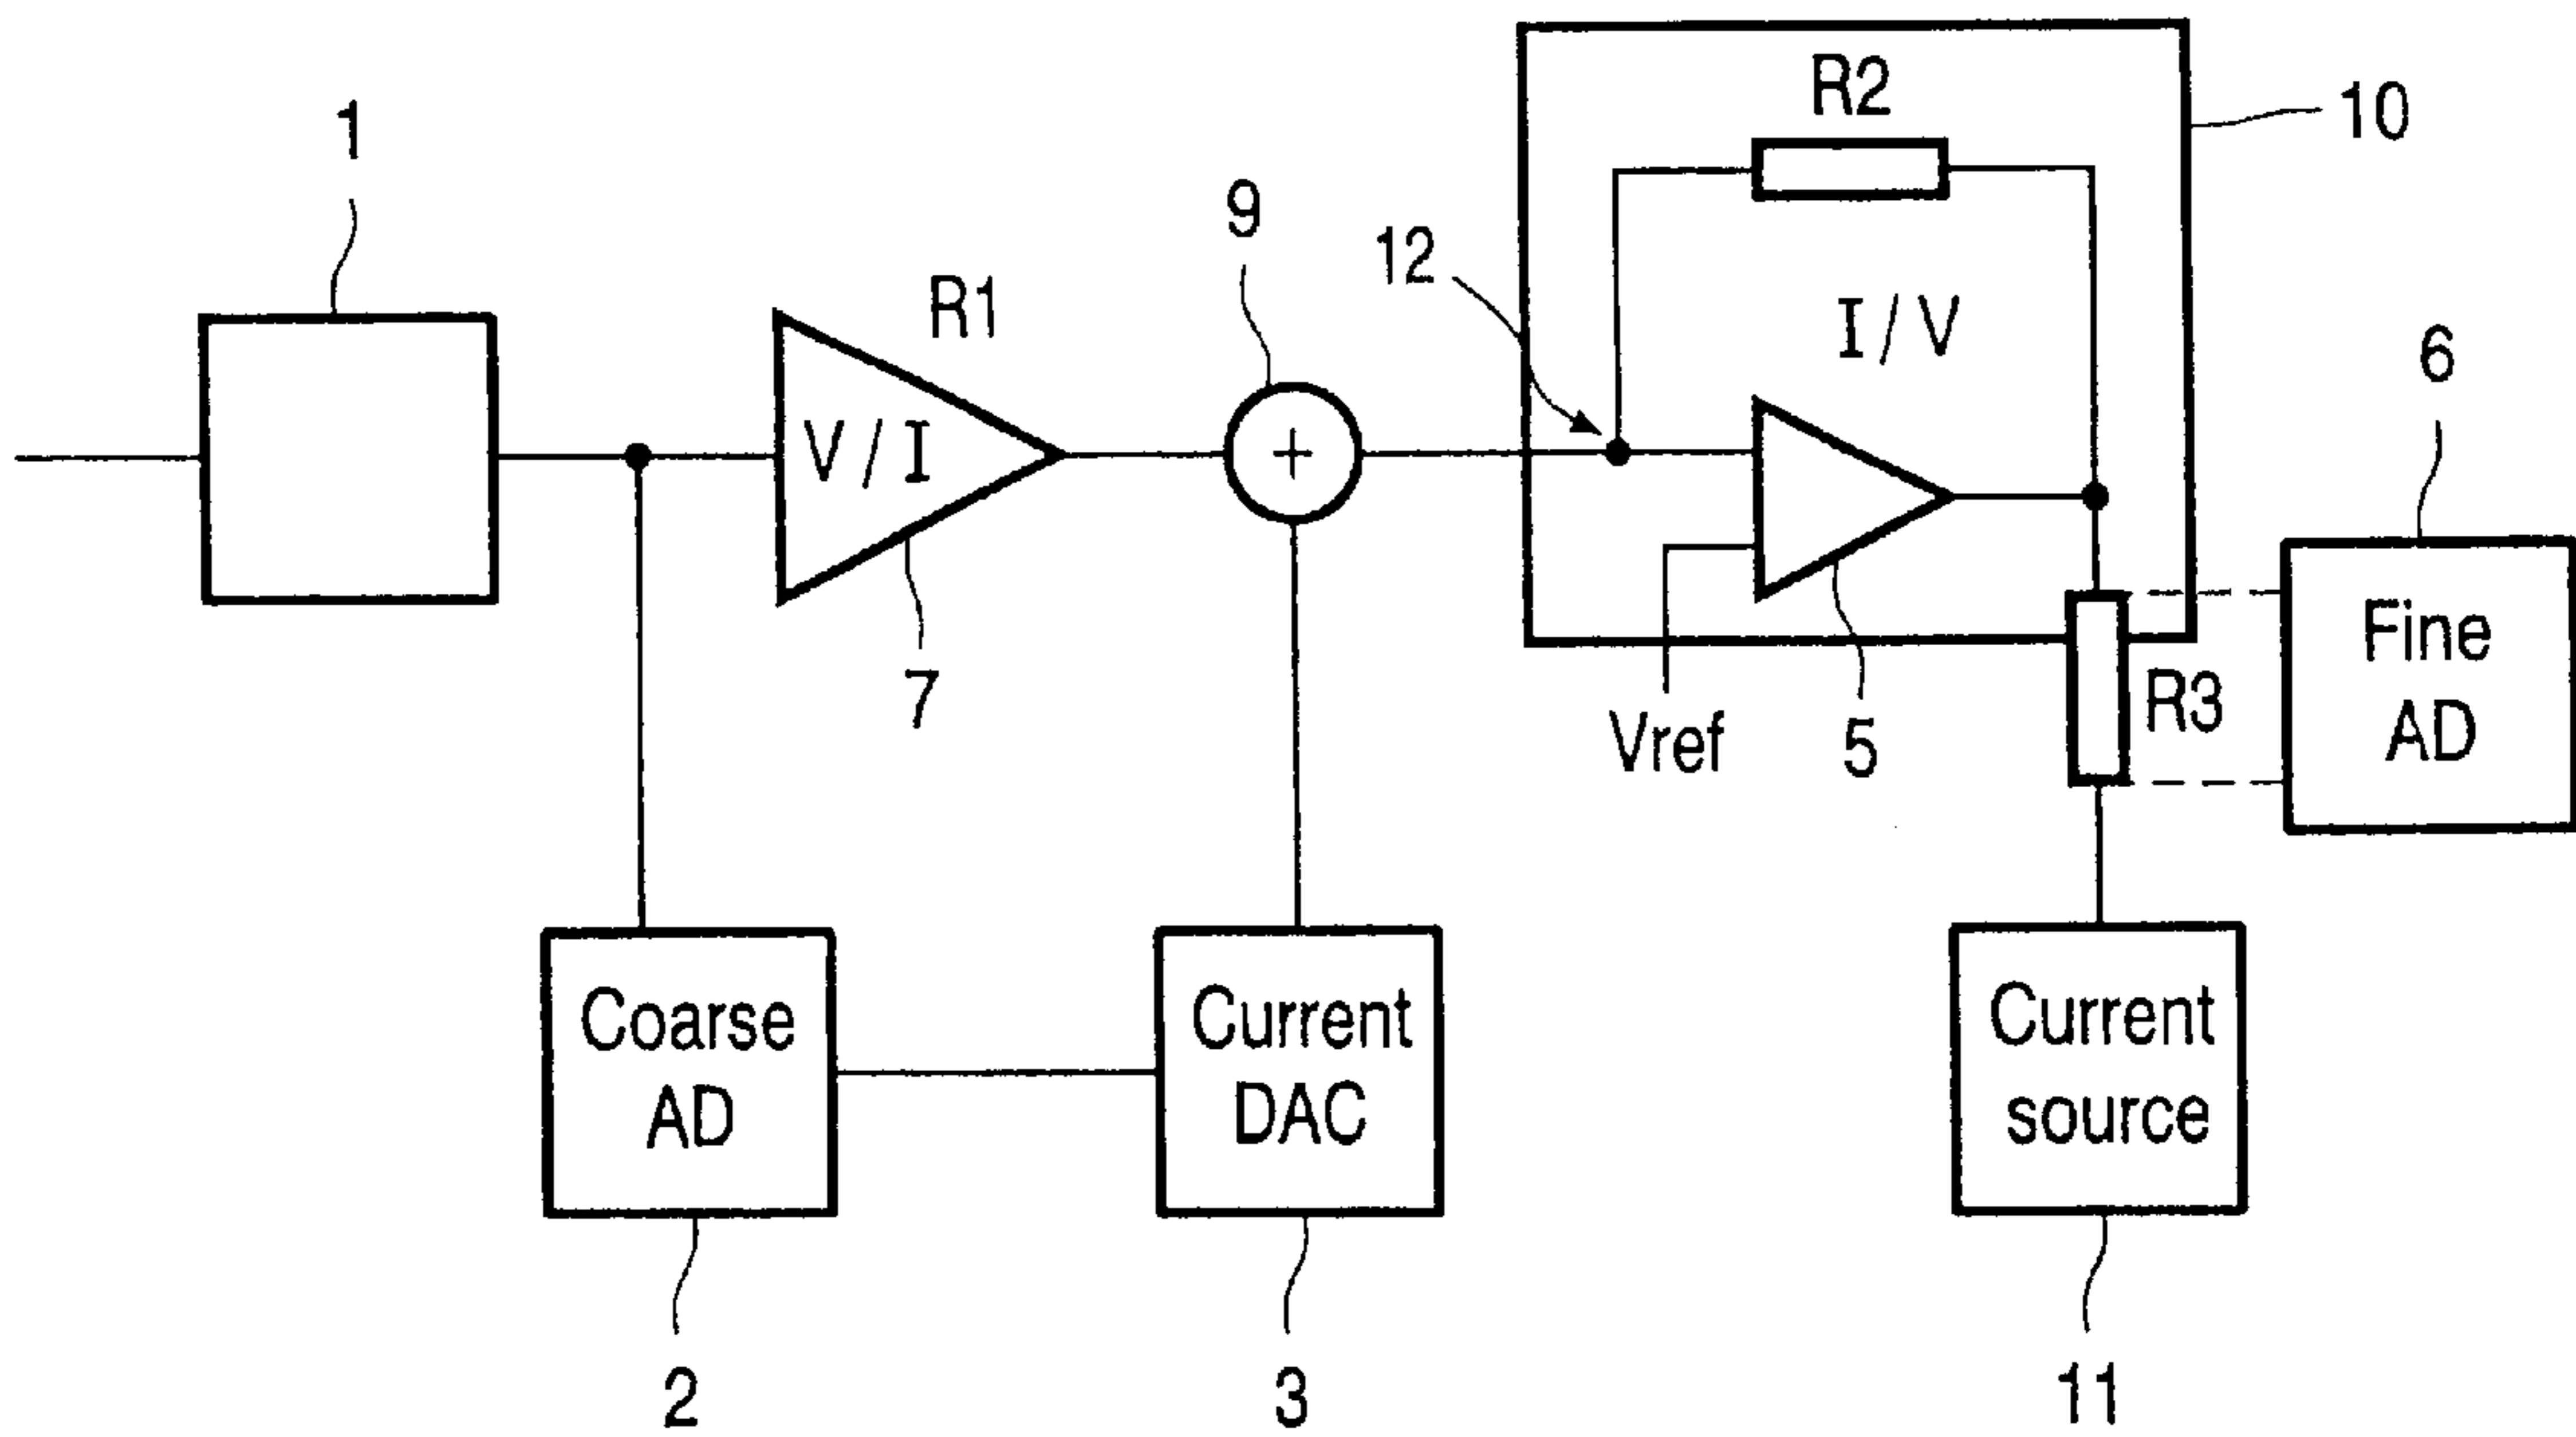 1
R1
V/I
7
9
12
R2
I/V
10
Vref
5
R3
6
Fine
AD
Coarse
AD
2
Current
DAC
3
Current
source
11